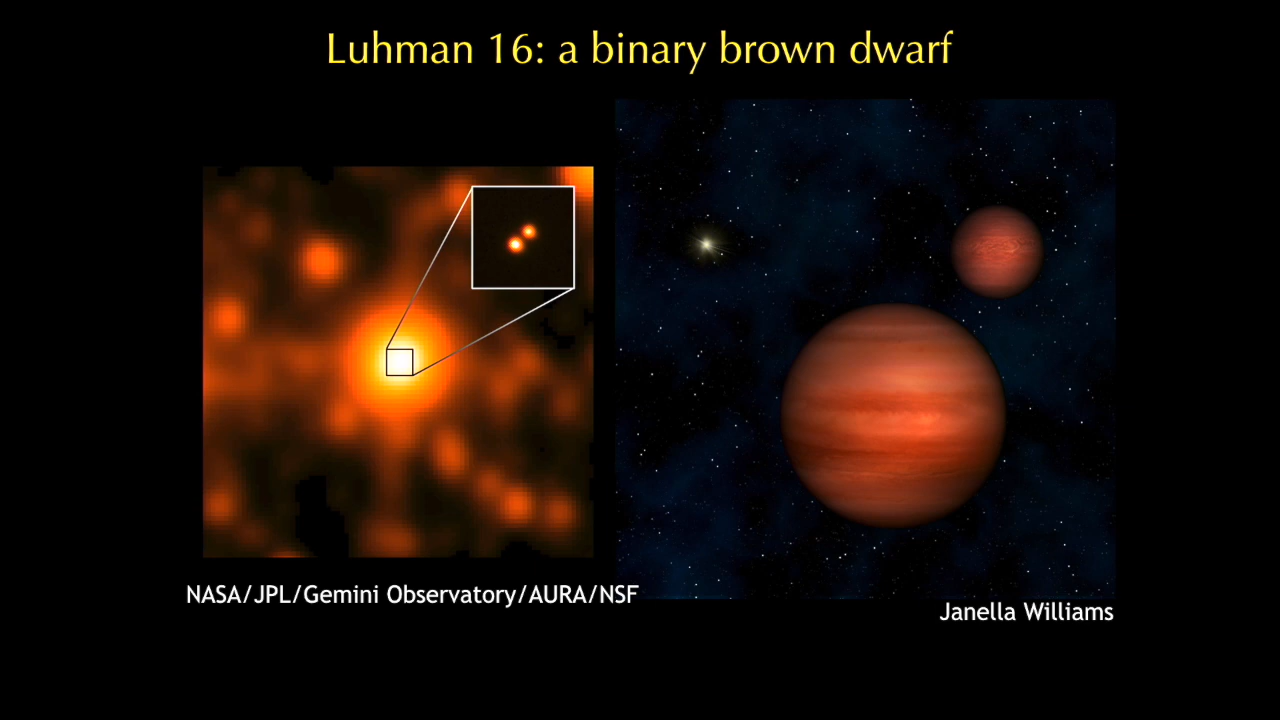 Luhman 16: a binary brown dwarf
NASA/JPL/Gemini Observatory/AURA/NSF
Janella Williams